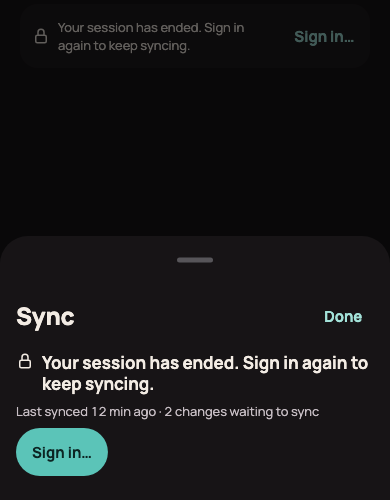 Your session has ended. Sign in
again to keep syncing.
Sign in…
Sync
Done
Your session has ended. Sign in again to
keep syncing.
Last synced 12 min ago · 2 changes waiting to sync
Sign in…